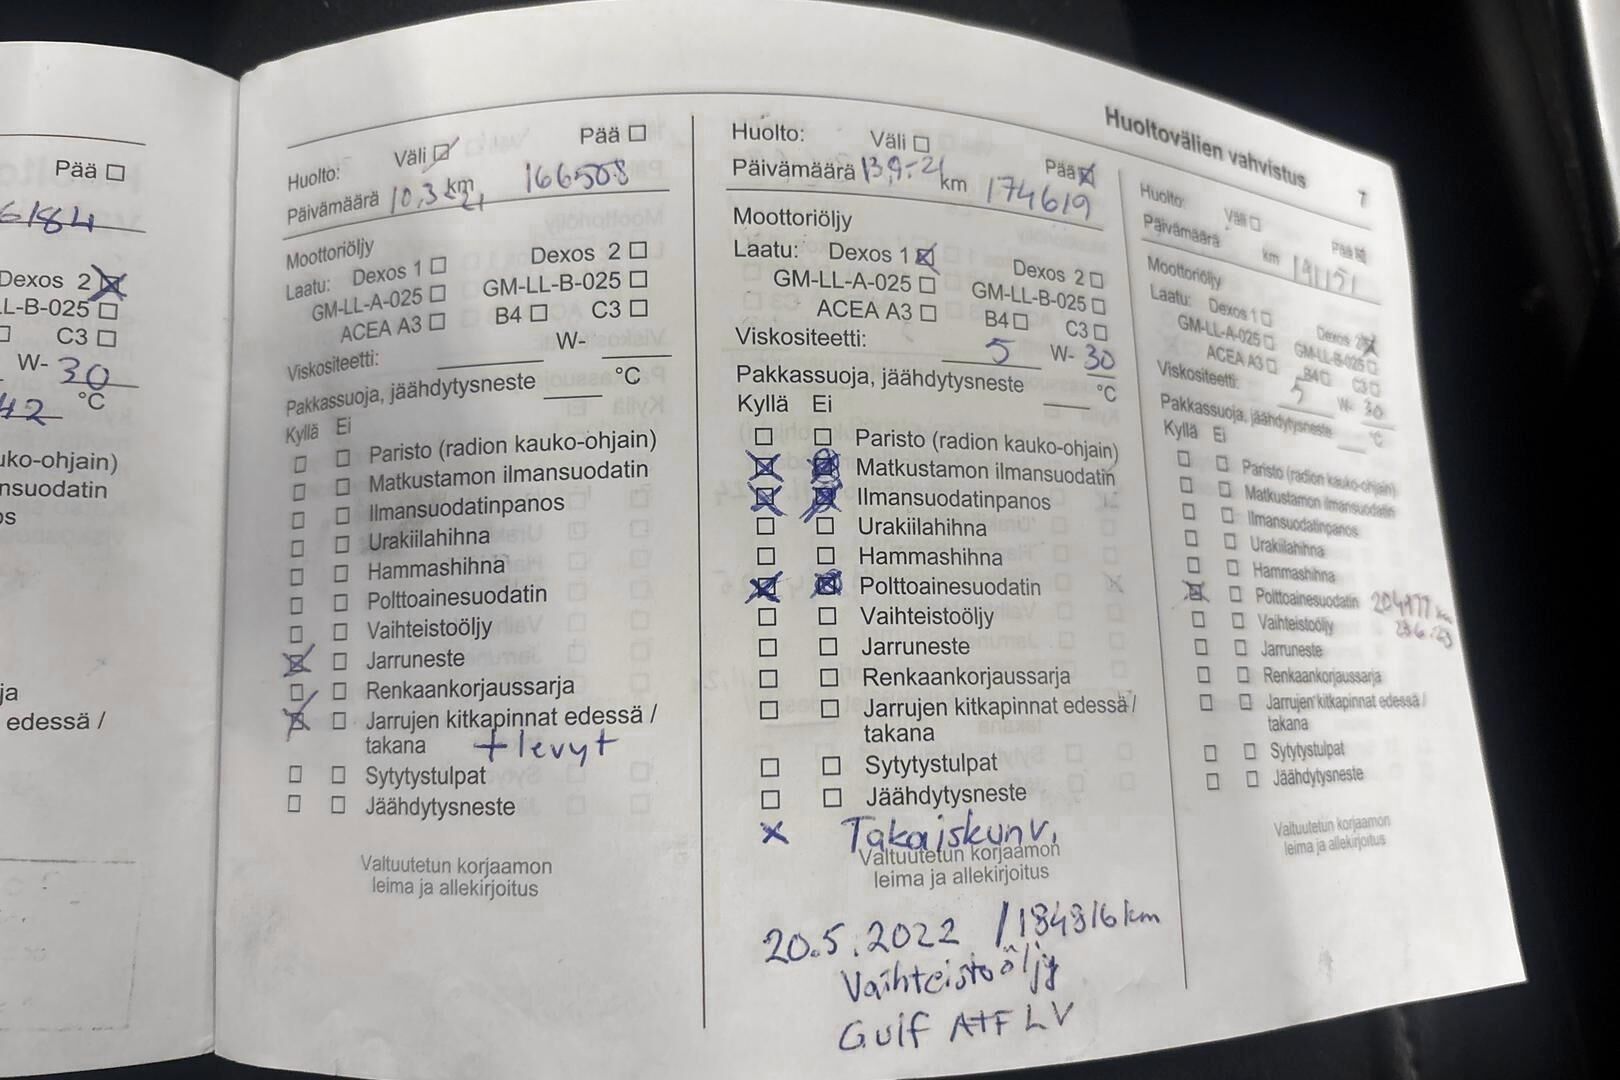 Huoltovälien vahvistus
Pää ☐
6184
Dexos 2 ☒
LL-B-025 ☐
C3 ☐
W- 30
42 °C
uko-ohjain)
nsuodatin
os
ja
edessä /
Huolto: Väli ☑ Pää ☐
Päivämäärä 10,3 21 km 166508
Moottoriöljy
Laatu: Dexos 1 ☐ Dexos 2 ☐
GM-LL-A-025 ☐ GM-LL-B-025 ☐
ACEA A3 ☐ B4 ☐ C3 ☐
Viskositeetti: W-
Pakkassuoja, jäähdytysneste °C
Kyllä Ei
☐ ☐ Paristo (radion kauko-ohjain)
☐ ☐ Matkustamon ilmansuodatin
☐ ☐ Ilmansuodatinpanos
☐ ☐ Urakiilahihna
☐ ☐ Hammashihna
☐ ☐ Polttoainesuodatin
☐ ☐ Vaihteistoöljy
☒ ☐ Jarruneste
☐ ☐ Renkaankorjaussarja
☒ ☐ Jarrujen kitkapinnat edessä /
takana + levyt
☐ ☐ Sytytystulpat
☐ ☐ Jäähdytysneste
Valtuutetun korjaamon
leima ja allekirjoitus
Huolto: Väli ☐ Pää ☒
Päivämäärä 13,9.-21 km 174619
Moottoriöljy
Laatu: Dexos 1 ☒ Dexos 2 ☐
GM-LL-A-025 ☐ GM-LL-B-025 ☐
ACEA A3 ☐ B4 ☐ C3 ☐
Viskositeetti: 5 W- 30
Pakkassuoja, jäähdytysneste °C
Kyllä Ei
☐ ☐ Paristo (radion kauko-ohjain)
☒ ☒ Matkustamon ilmansuodatin
☒ ☒ Ilmansuodatinpanos
☐ ☐ Urakiilahihna
☐ ☐ Hammashihna
☒ ☒ Polttoainesuodatin
☐ ☐ Vaihteistoöljy
☐ ☐ Jarruneste
☐ ☐ Renkaankorjaussarja
☐ ☐ Jarrujen kitkapinnat edessä /
takana
☐ ☐ Sytytystulpat
☐ ☐ Jäähdytysneste
x Takaiskunv,
Valtuutetun korjaamon
leima ja allekirjoitus
20.5.2022 / 184816 km
Vaihteistoöljy
Gulf ATF LV
Huolto: Väli ☐ Pää ☒
Päivämäärä km
Moottoriöljy
Laatu: Dexos 1 ☐ Dexos 2 ☒
GM-LL-A-025 ☐ GM-LL-B-025 ☐
ACEA A3 ☐ B4 ☐ C3 ☐
Viskositeetti: 5 W- 30
Pakkassuoja, jäähdytysneste °C
Kyllä Ei
☐ ☐ Paristo (radion kauko-ohjain)
☐ ☐ Matkustamon ilmansuodatin
☐ ☐ Ilmansuodatinpanos
☐ ☐ Urakiilahihna
☐ ☐ Hammashihna
☒ ☐ Polttoainesuodatin 204977 km
☐ ☐ Vaihteistoöljy
☐ ☐ Jarruneste
☐ ☐ Renkaankorjaussarja
☐ ☐ Jarrujen kitkapinnat edessä /
takana
☐ ☐ Sytytystulpat
☐ ☐ Jäähdytysneste
Valtuutetun korjaamon
leima ja allekirjoitus